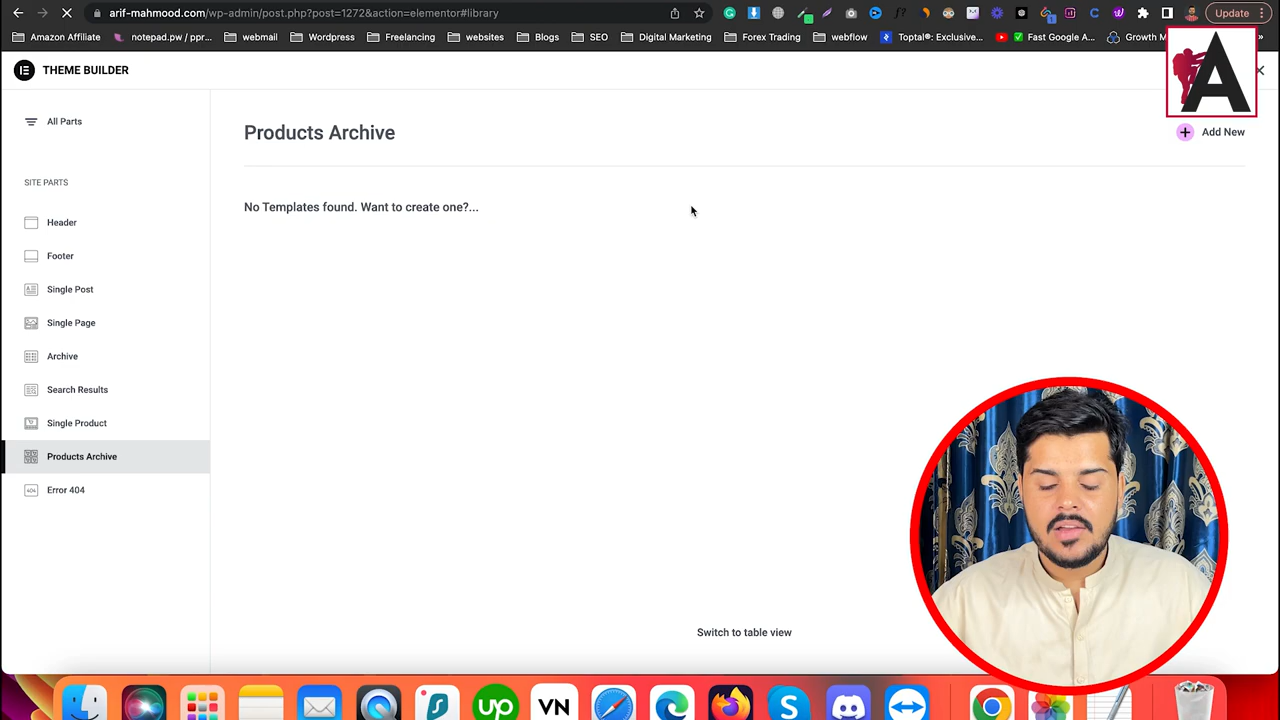 arif-mahmood.com/wp-admin/post.php?post=1272&action=elementor#library
Update
Amazon Affiliate
notepad.pw / ppr...
webmail
Wordpress
Freelancing
websites
Blogs
SEO
Digital Marketing
Forex Trading
webflow
Toptal®: Exclusive...
Fast Google A...
Growth M
THEME BUILDER
A
All Parts
Products Archive
Add New
SITE PARTS
No Templates found. Want to create one?...
Header
Footer
Single Post
Single Page
Archive
Search Results
Single Product
Products Archive
Error 404
Switch to table view
up
VN